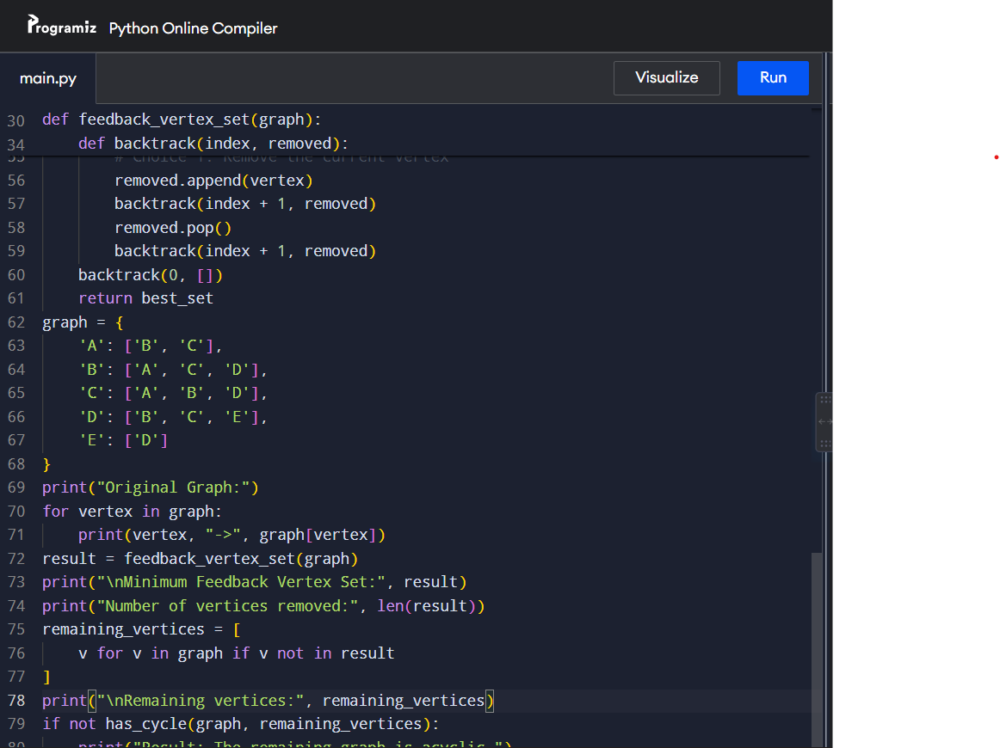 Programiz Python Online Compiler
main.py Visualize Run
30 def feedback_vertex_set(graph):
34     def backtrack(index, removed):
55         # Choice 1: Remove the current vertex
56         removed.append(vertex)
57         backtrack(index + 1, removed)
58         removed.pop()
59         backtrack(index + 1, removed)
60     backtrack(0, [])
61     return best_set
62 graph = {
63     'A': ['B', 'C'],
64     'B': ['A', 'C', 'D'],
65     'C': ['A', 'B', 'D'],
66     'D': ['B', 'C', 'E'],
67     'E': ['D']
68 }
69 print("Original Graph:")
70 for vertex in graph:
71     print(vertex, "->", graph[vertex])
72 result = feedback_vertex_set(graph)
73 print("\nMinimum Feedback Vertex Set:", result)
74 print("Number of vertices removed:", len(result))
75 remaining_vertices = [
76     v for v in graph if v not in result
77 ]
78 print("\nRemaining vertices:", remaining_vertices)
79 if not has_cycle(graph, remaining_vertices):
80     print("Result: The remaining graph is acyclic.")